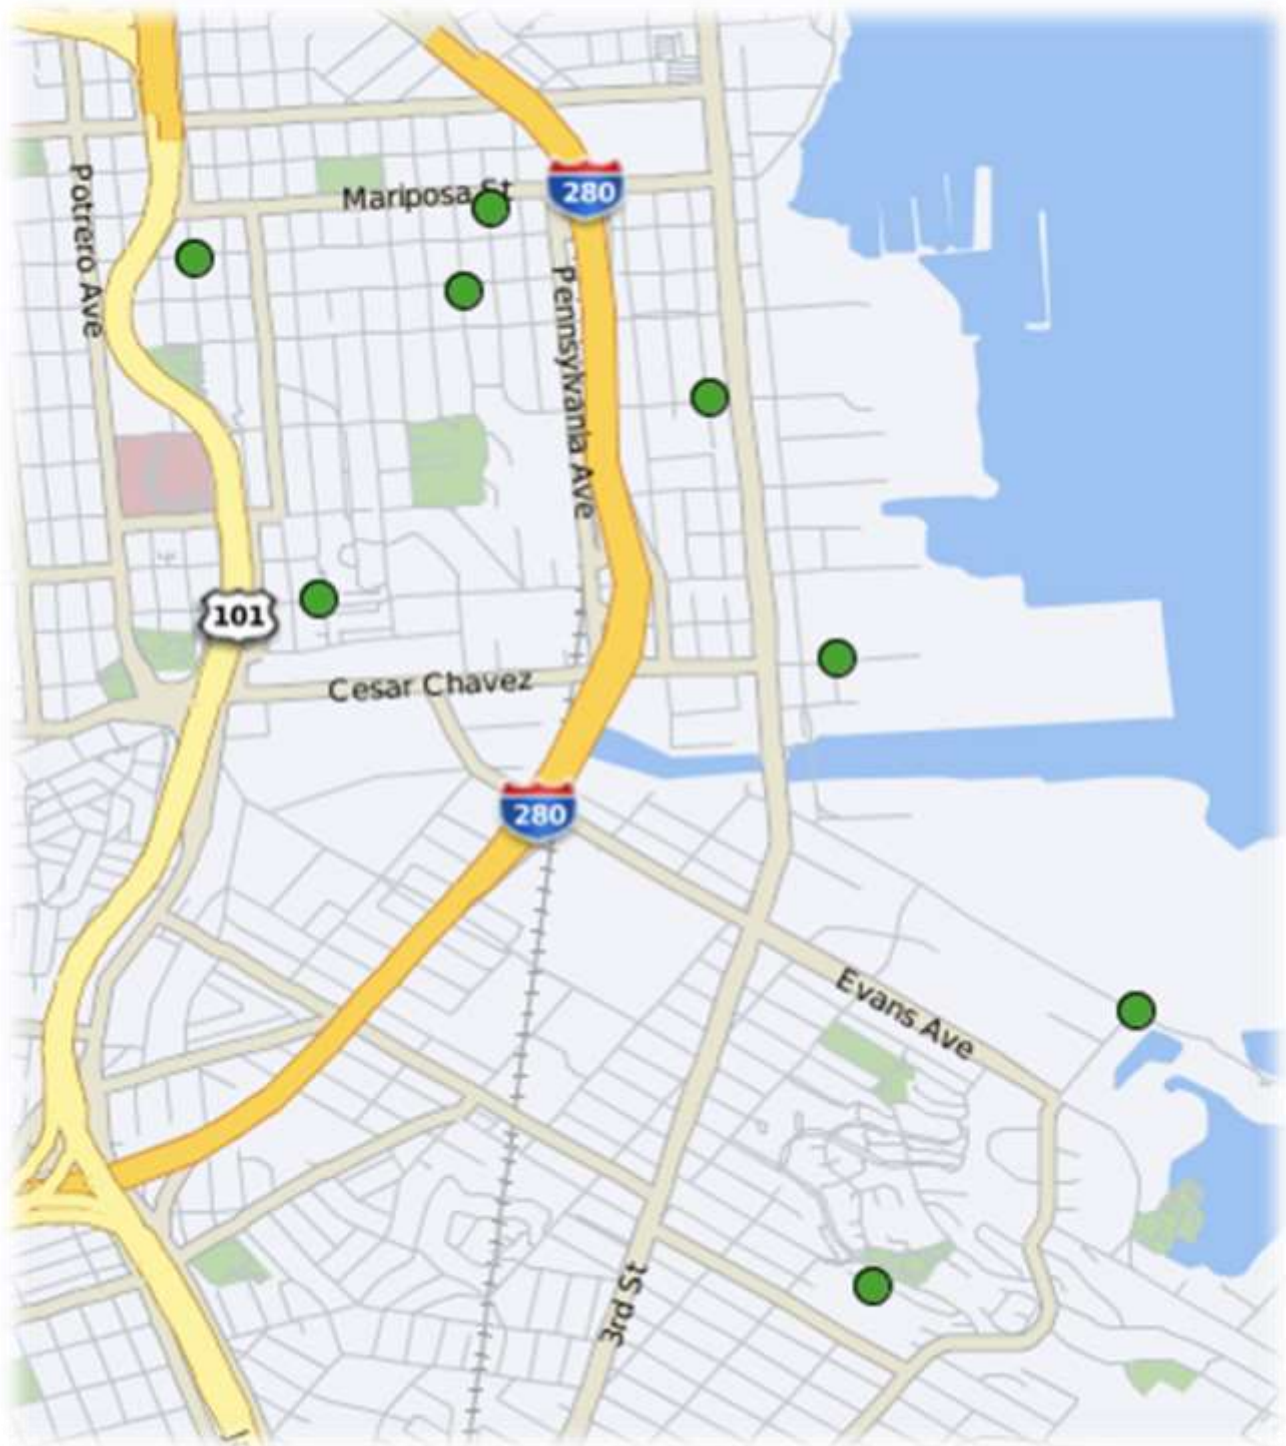 Mariposa St
280
Potrero Ave
Pennsylvania Ave
101
Cesar Chavez
280
Evans Ave
3rd St